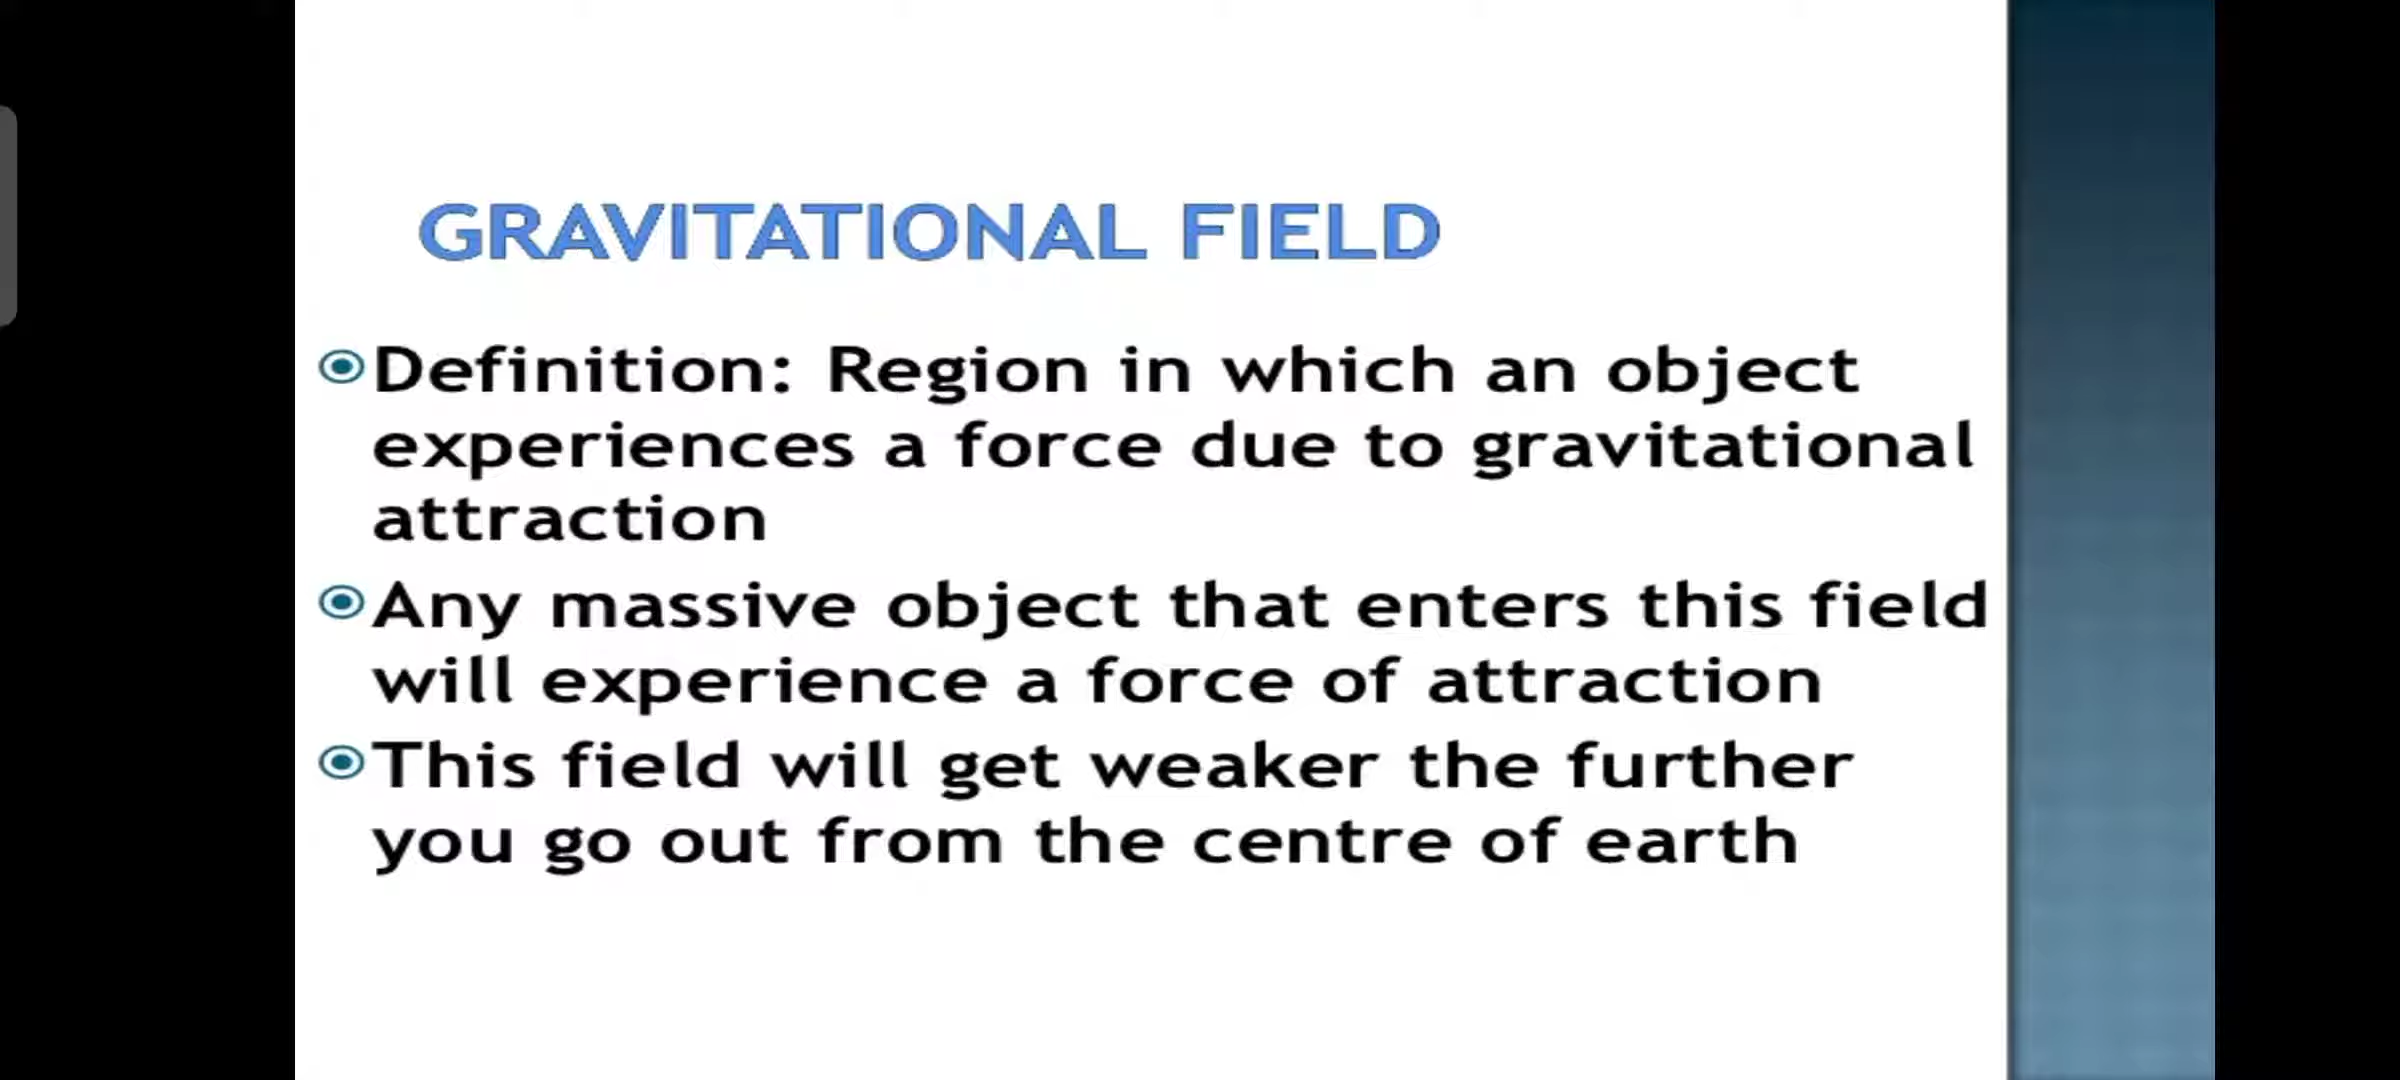 GRAVITATIONAL FIELD
Definition: Region in which an object
experiences a force due to gravitational
attraction
Any massive object that enters this field
will experience a force of attraction
This field will get weaker the further
you go out from the centre of earth